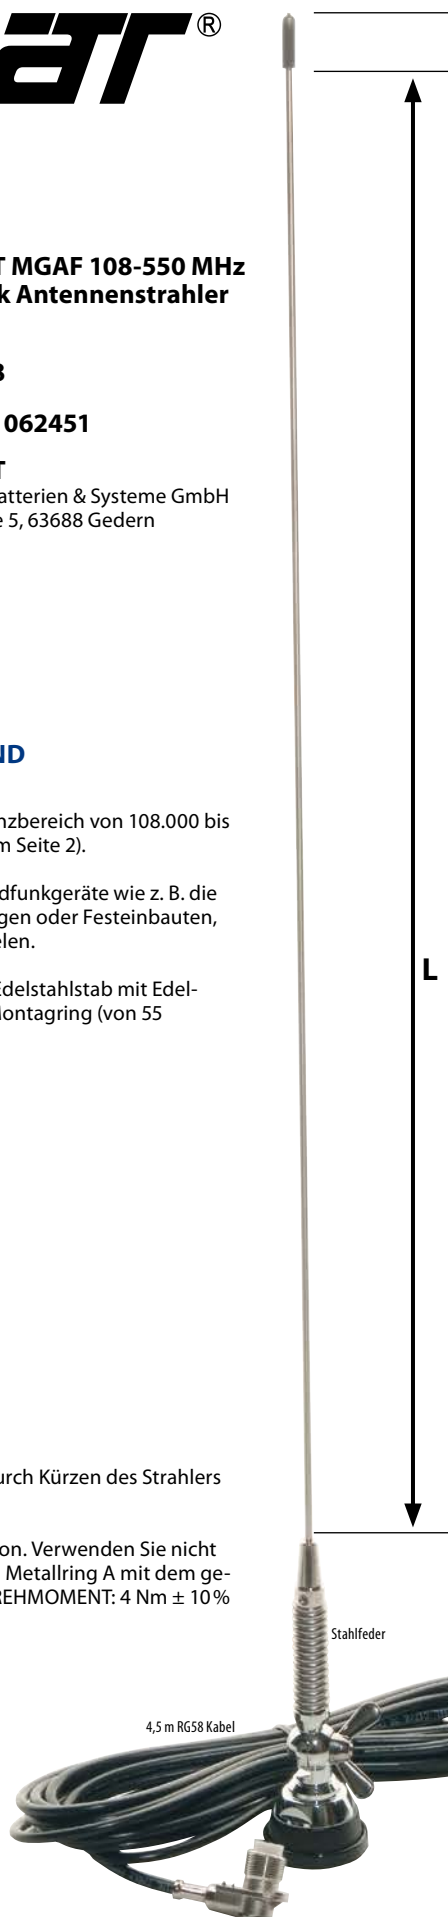 ®
T MGAF 108-550 MHz
k Antennenstrahler
3
062451
T
atterien & Systeme GmbH
e 5, 63688 Gedern
ND
nzbereich von 108.000 bis
m Seite 2).
dfunkgeräte wie z. B. die
gen oder Festeinbauten,
elen.
Edelstahlstab mit Edel-
Montagring (von 55
L
urch Kürzen des Strahlers
on. Verwenden Sie nicht
Metallring A mit dem ge-
REHMOMENT: 4 Nm ± 10%
Stahlfeder
4,5 m RG58 Kabel